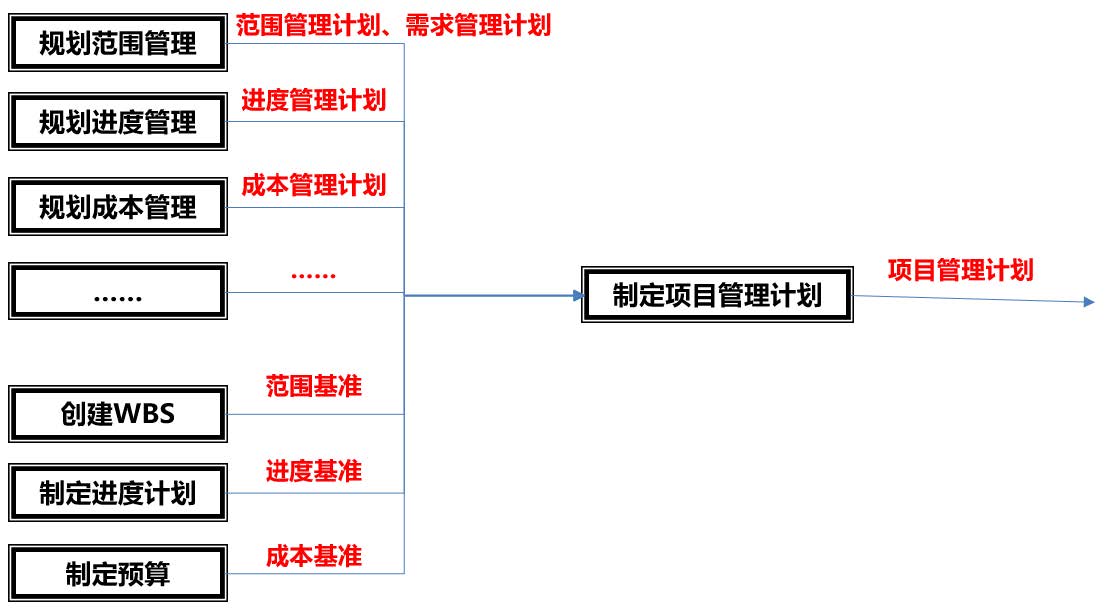 规划范围管理
范围管理计划、需求管理计划
规划进度管理
进度管理计划
规划成本管理
成本管理计划
······
······
制定项目管理计划
项目管理计划
创建WBS
范围基准
制定进度计划
进度基准
制定预算
成本基准